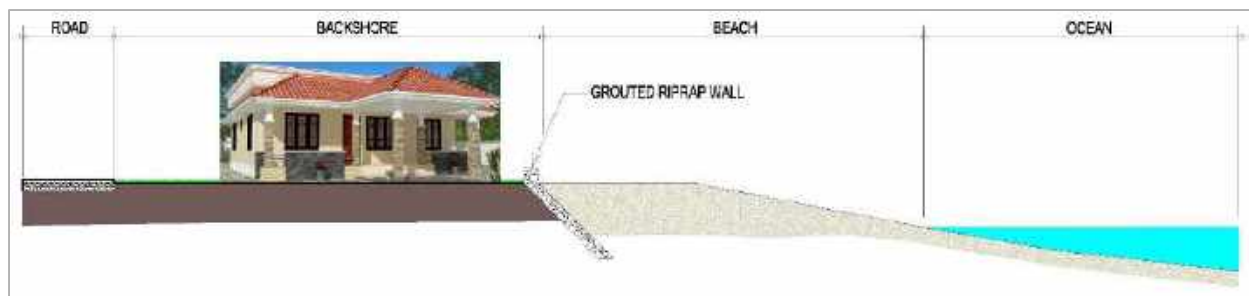 ROAD
BACKSHORE
BEACH
OCEAN
GROUTED RIPRAP WALL